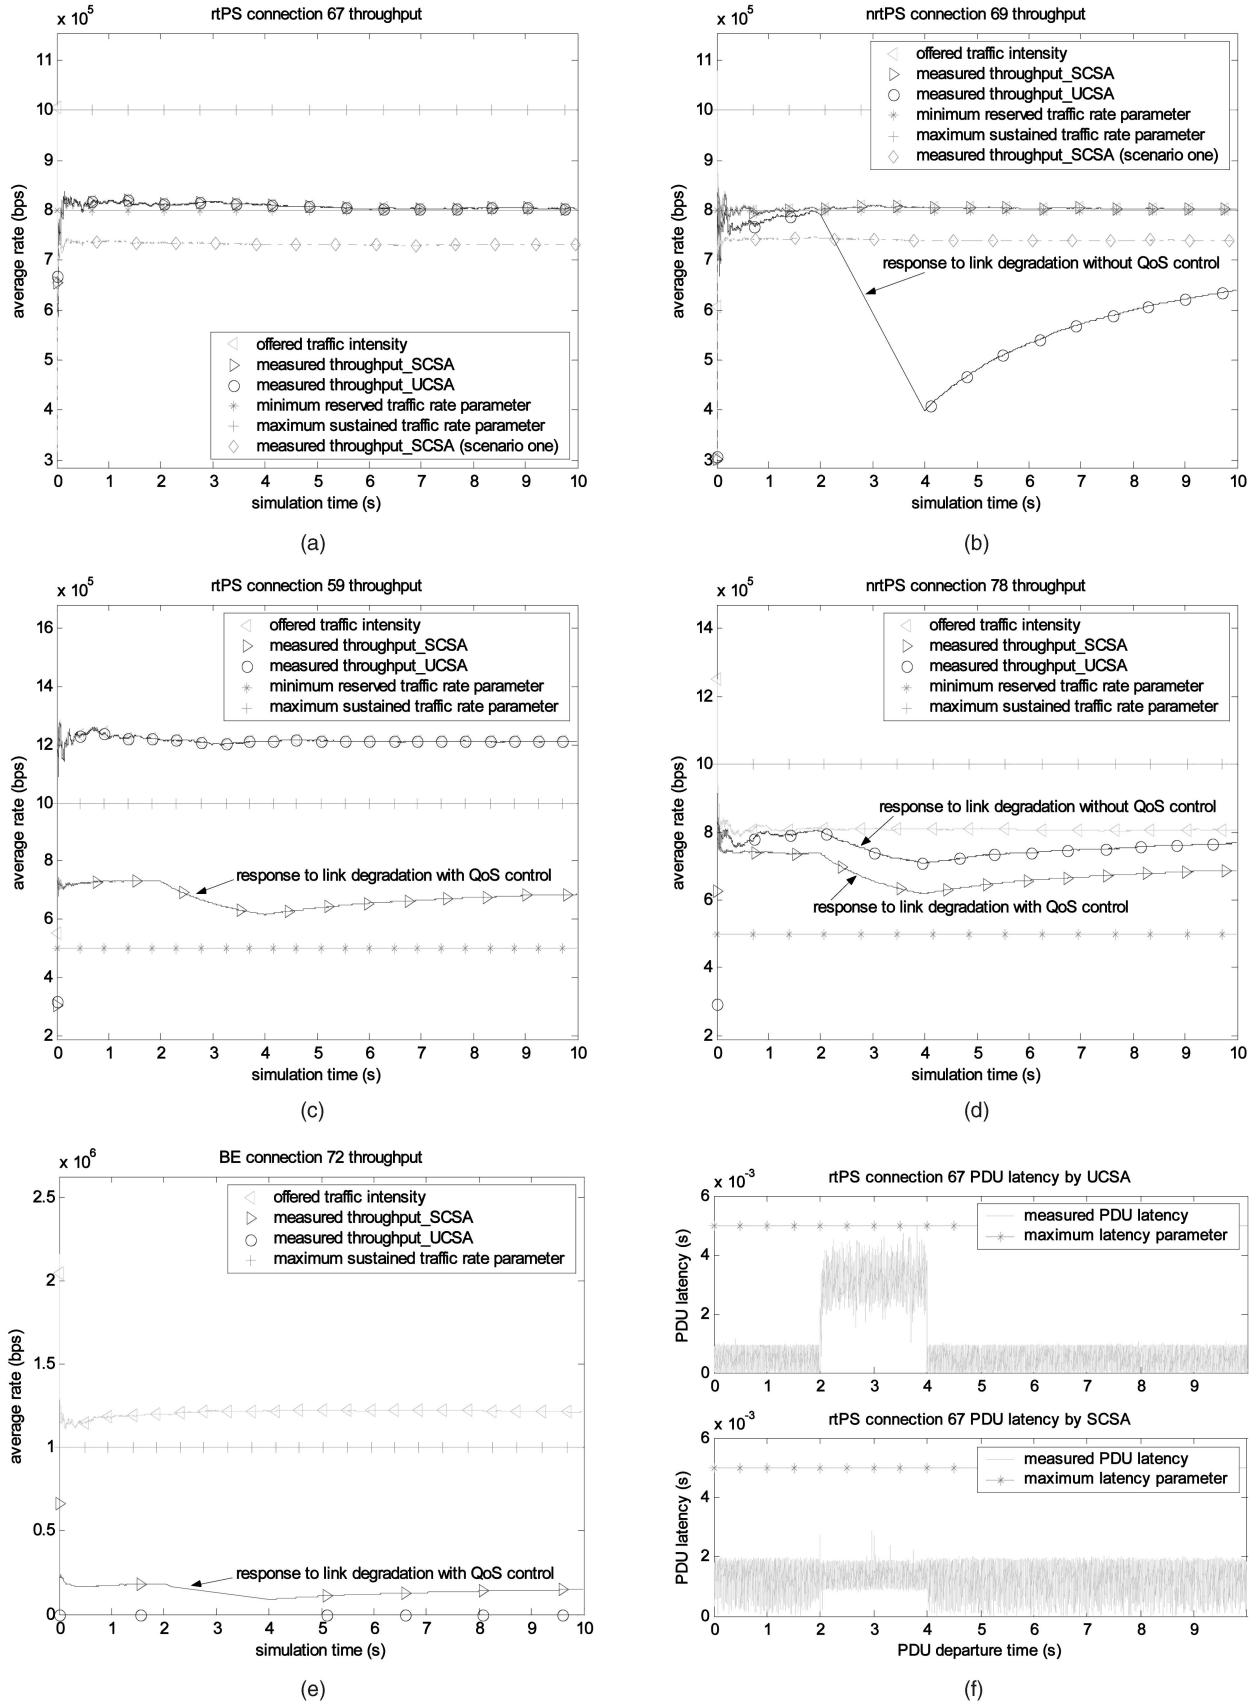 x 10^5
rtPS connection 67 throughput
11
10
9
8
7
6
5
4
3
average rate (bps)
offered traffic intensity
measured throughput_SCSA
measured throughput_UCSA
minimum reserved traffic rate parameter
maximum sustained traffic rate parameter
measured throughput_SCSA (scenario one)
0 1 2 3 4 5 6 7 8 9 10
simulation time (s)
(a)
x 10^5
nrtPS connection 69 throughput
11
10
9
8
7
6
5
4
3
average rate (bps)
offered traffic intensity
measured throughput_SCSA
measured throughput_UCSA
minimum reserved traffic rate parameter
maximum sustained traffic rate parameter
measured throughput_SCSA (scenario one)
response to link degradation without QoS control
0 1 2 3 4 5 6 7 8 9 10
simulation time (s)
(b)
x 10^5
rtPS connection 59 throughput
16
14
12
10
8
6
4
2
average rate (bps)
offered traffic intensity
measured throughput_SCSA
measured throughput_UCSA
minimum reserved traffic rate parameter
maximum sustained traffic rate parameter
response to link degradation with QoS control
0 1 2 3 4 5 6 7 8 9 10
simulation time (s)
(c)
x 10^5
nrtPS connection 78 throughput
14
12
10
8
6
4
2
average rate (bps)
offered traffic intensity
measured throughput_SCSA
measured throughput_UCSA
minimum reserved traffic rate parameter
maximum sustained traffic rate parameter
response to link degradation without QoS control
response to link degradation with QoS control
0 1 2 3 4 5 6 7 8 9 10
simulation time (s)
(d)
x 10^6
BE connection 72 throughput
2.5
2
1.5
1
0.5
0
average rate (bps)
offered traffic intensity
measured throughput_SCSA
measured throughput_UCSA
maximum sustained traffic rate parameter
response to link degradation with QoS control
0 1 2 3 4 5 6 7 8 9
simulation time (s)
(e)
x 10^-3
rtPS connection 67 PDU latency by UCSA
6
4
2
0
PDU latency (s)
measured PDU latency
maximum latency parameter
0 1 2 3 4 5 6 7 8 9
x 10^-3
rtPS connection 67 PDU latency by SCSA
6
4
2
0
PDU latency (s)
measured PDU latency
maximum latency parameter
0 1 2 3 4 5 6 7 8 9
PDU departure time (s)
(f)